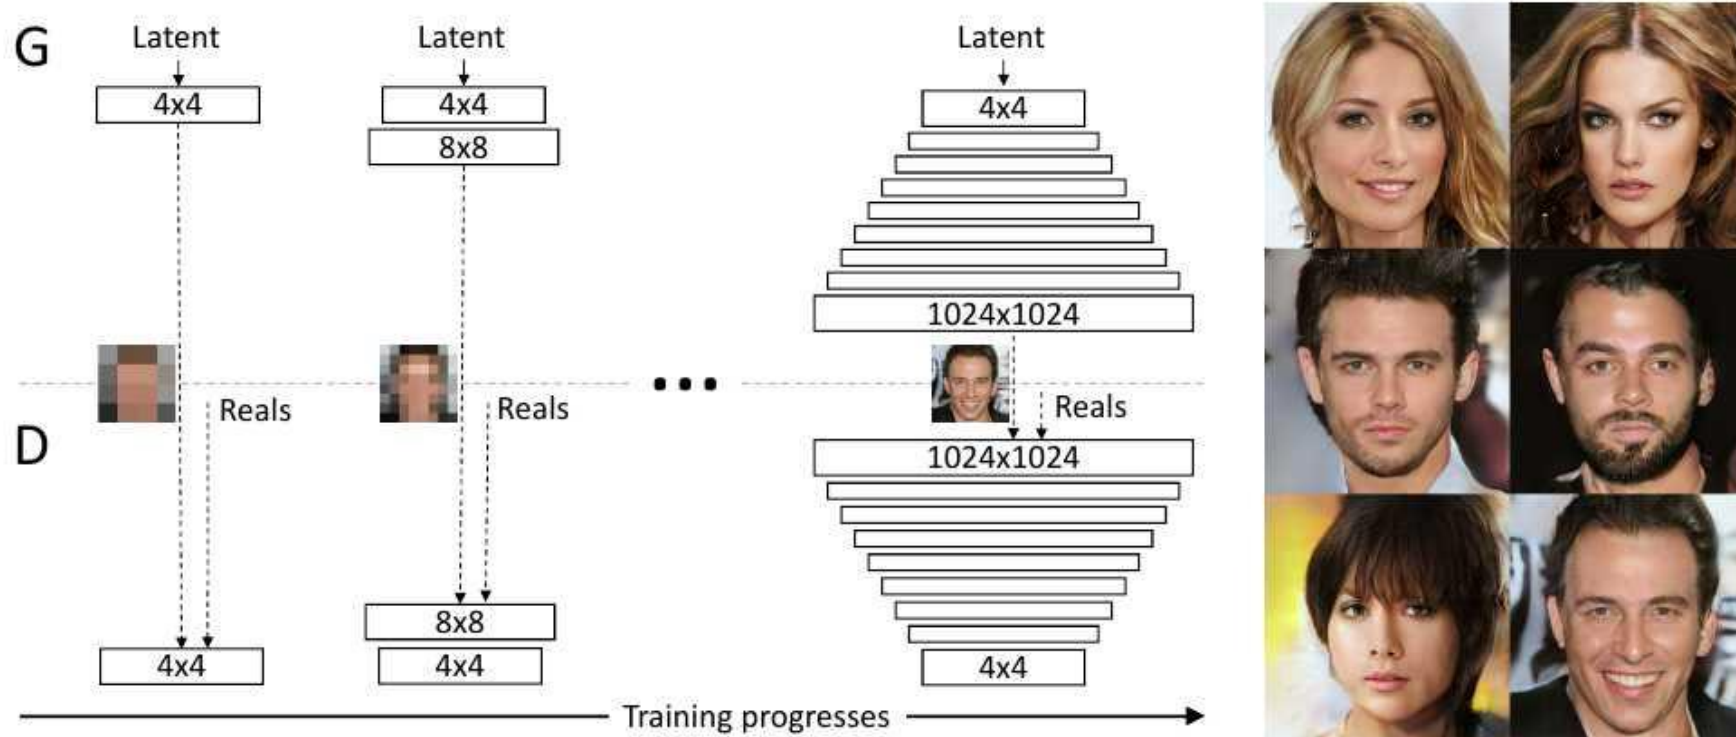 G
Latent
Latent
Latent
4x4
4x4
4x4
8x8
1024x1024
Reals
Reals
Reals
D
1024x1024
8x8
4x4
4x4
4x4
Training progresses